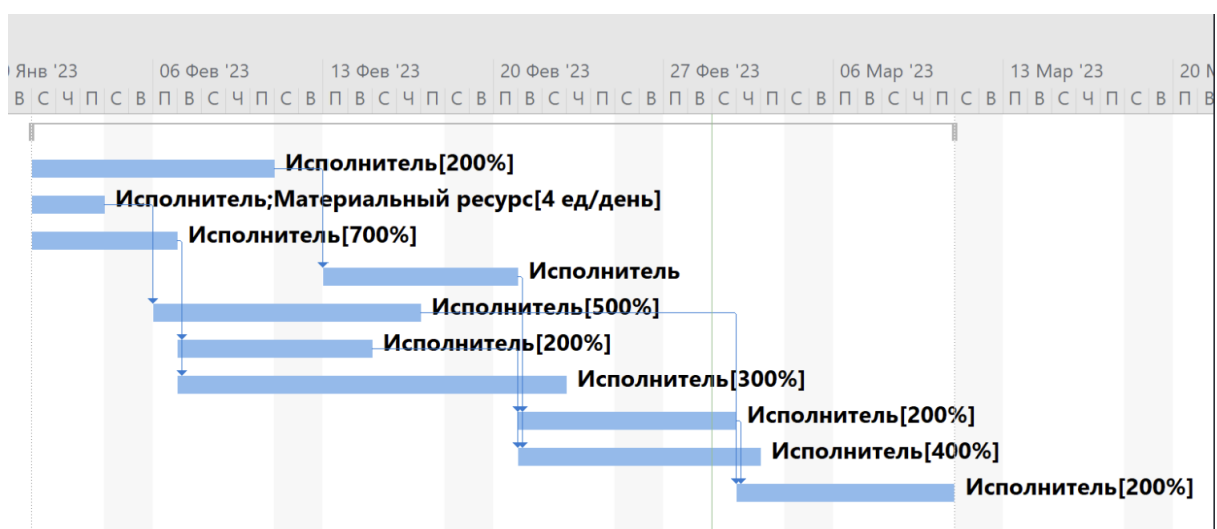 Янв '23 06 Фев '23 13 Фев '23 20 Фев '23 27 Фев '23 06 Мар '23 13 Мар '23 20
В С Ч П С В П В С Ч П С В П В С Ч П С В П В С Ч П С В П В С Ч П С В П В С Ч П С В П В С Ч П С В П В
Исполнитель[200%]
Исполнитель;Материальный ресурс[4 ед/день]
Исполнитель[700%]
Исполнитель
Исполнитель[500%]
Исполнитель[200%]
Исполнитель[300%]
Исполнитель[200%]
Исполнитель[400%]
Исполнитель[200%]